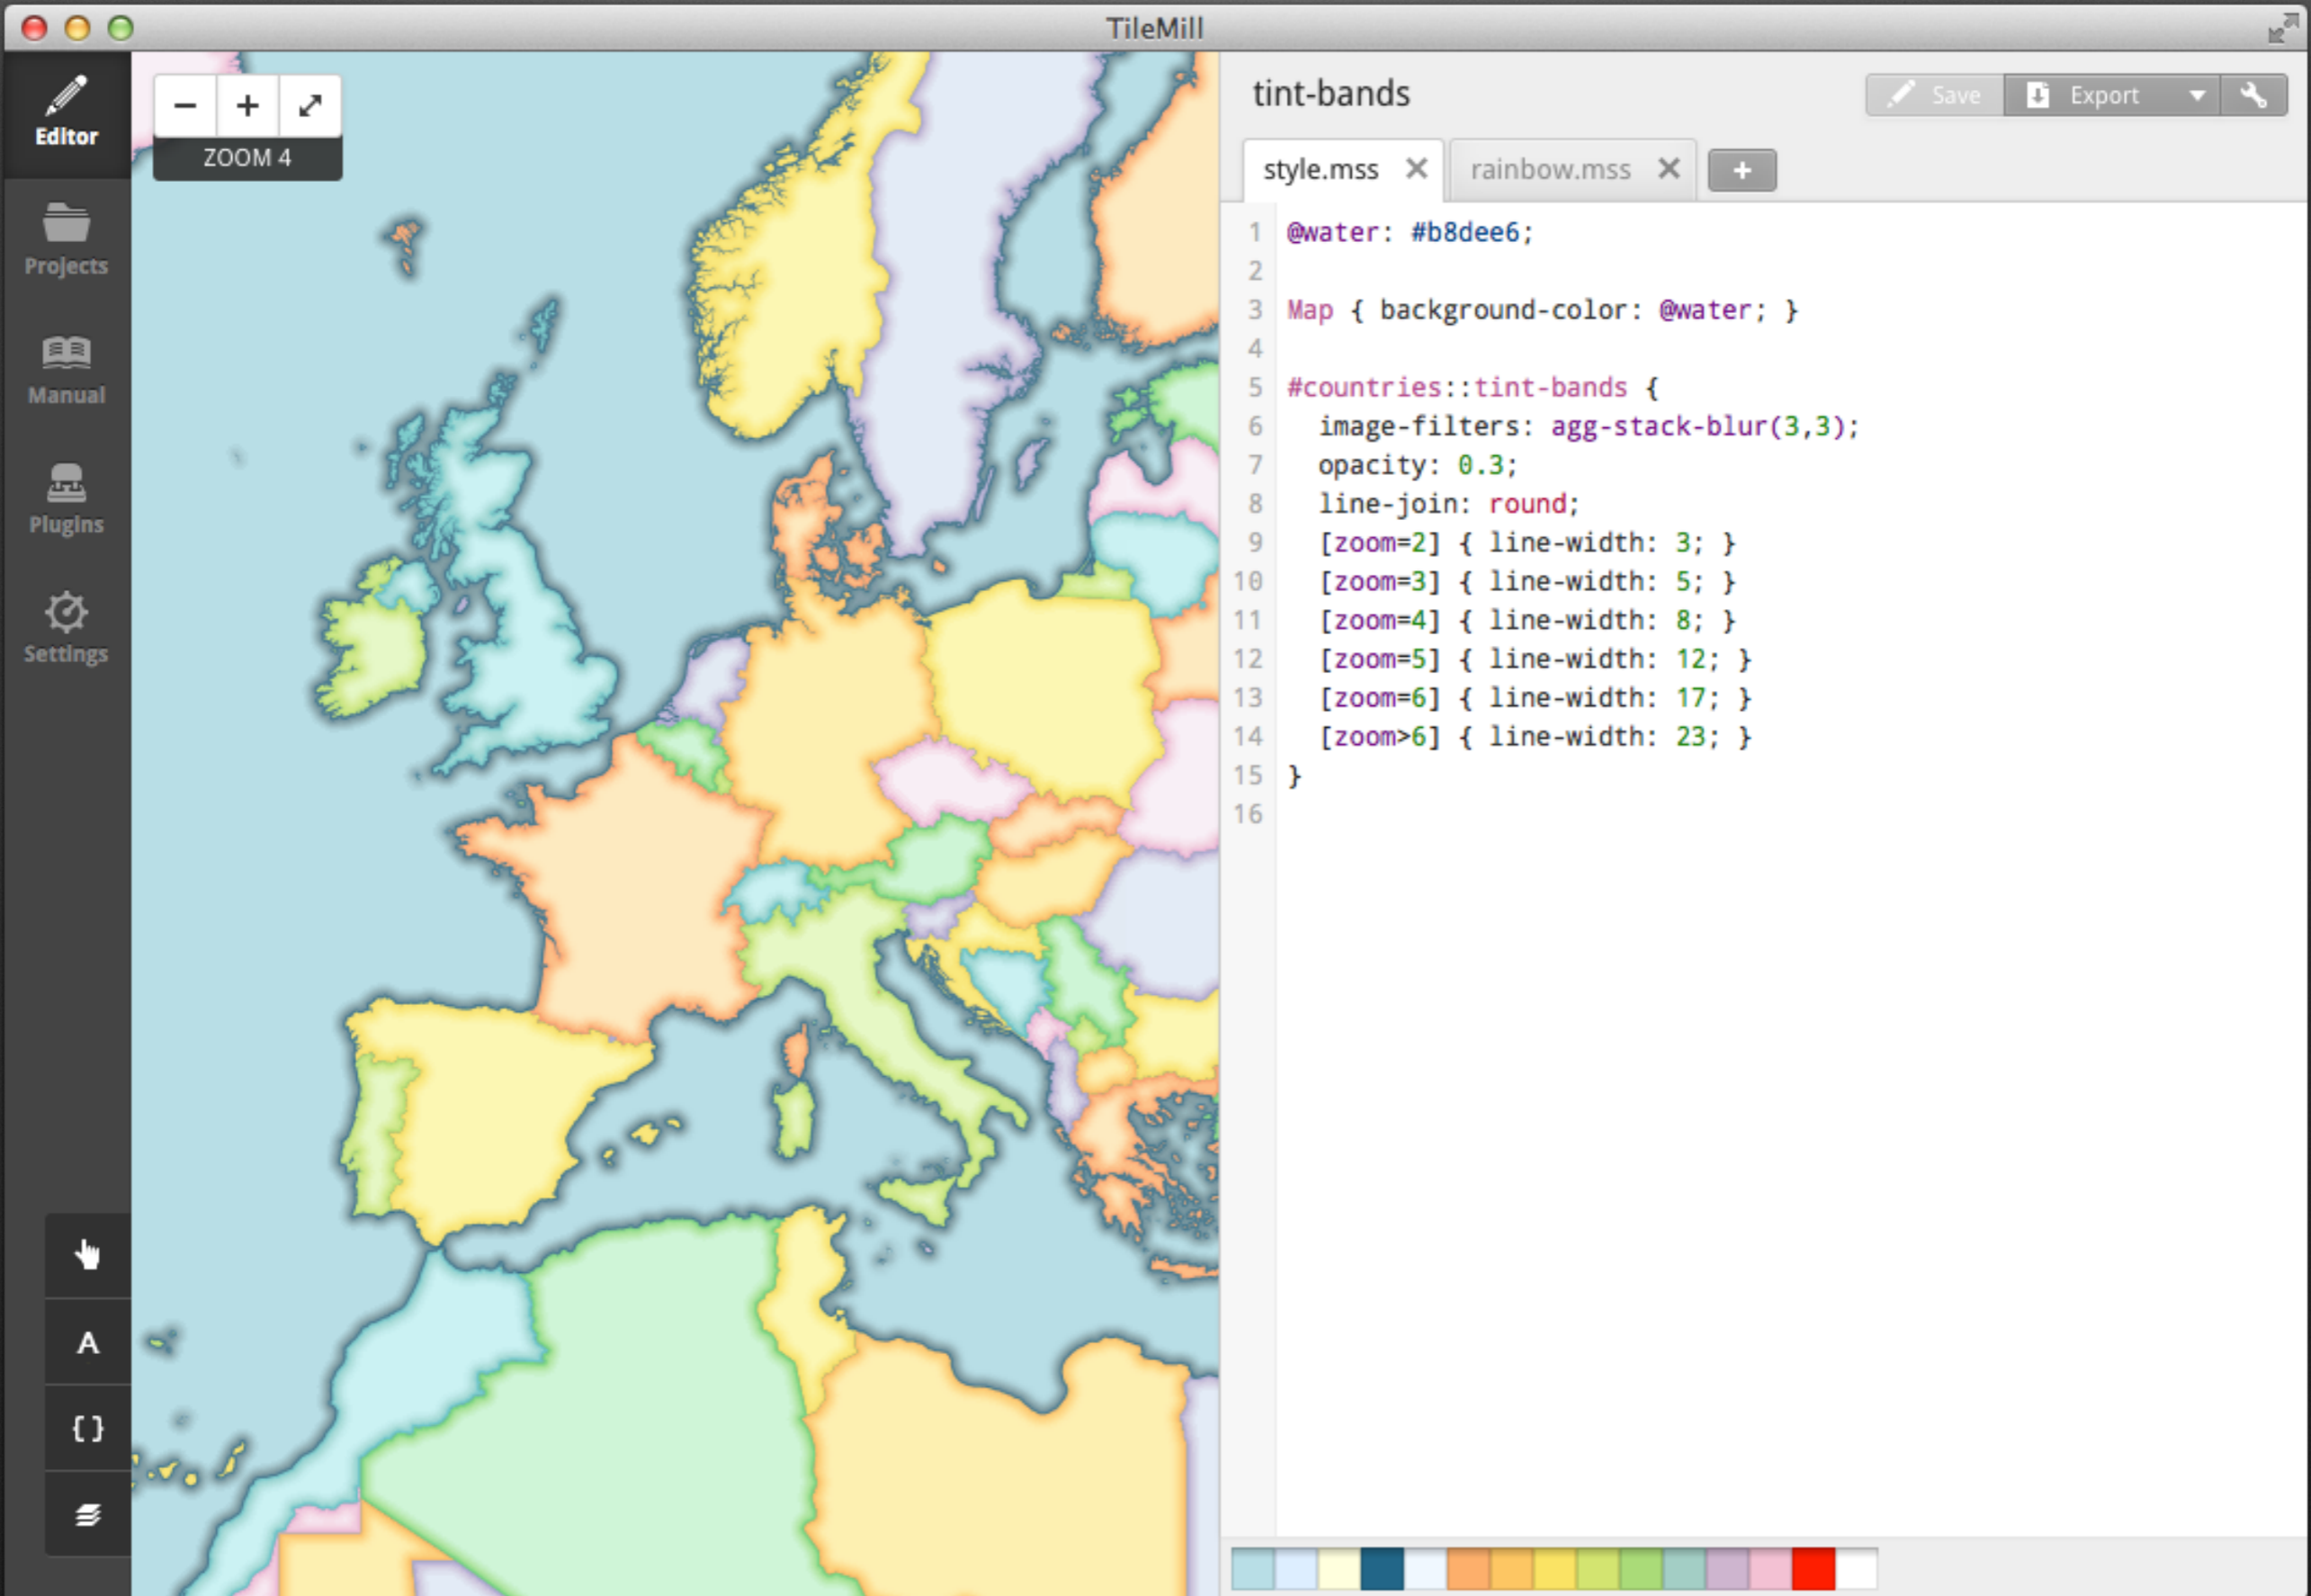 TileMill
Editor
Projects
Manual
Plugins
Settings
A
{}
− +
ZOOM 4
tint-bands
Save Export
style.mss rainbow.mss +
1 @water: #b8dee6;
2
3 Map { background-color: @water; }
4
5 #countries::tint-bands {
6 image-filters: agg-stack-blur(3,3);
7 opacity: 0.3;
8 line-join: round;
9 [zoom=2] { line-width: 3; }
10 [zoom=3] { line-width: 5; }
11 [zoom=4] { line-width: 8; }
12 [zoom=5] { line-width: 12; }
13 [zoom=6] { line-width: 17; }
14 [zoom>6] { line-width: 23; }
15 }
16